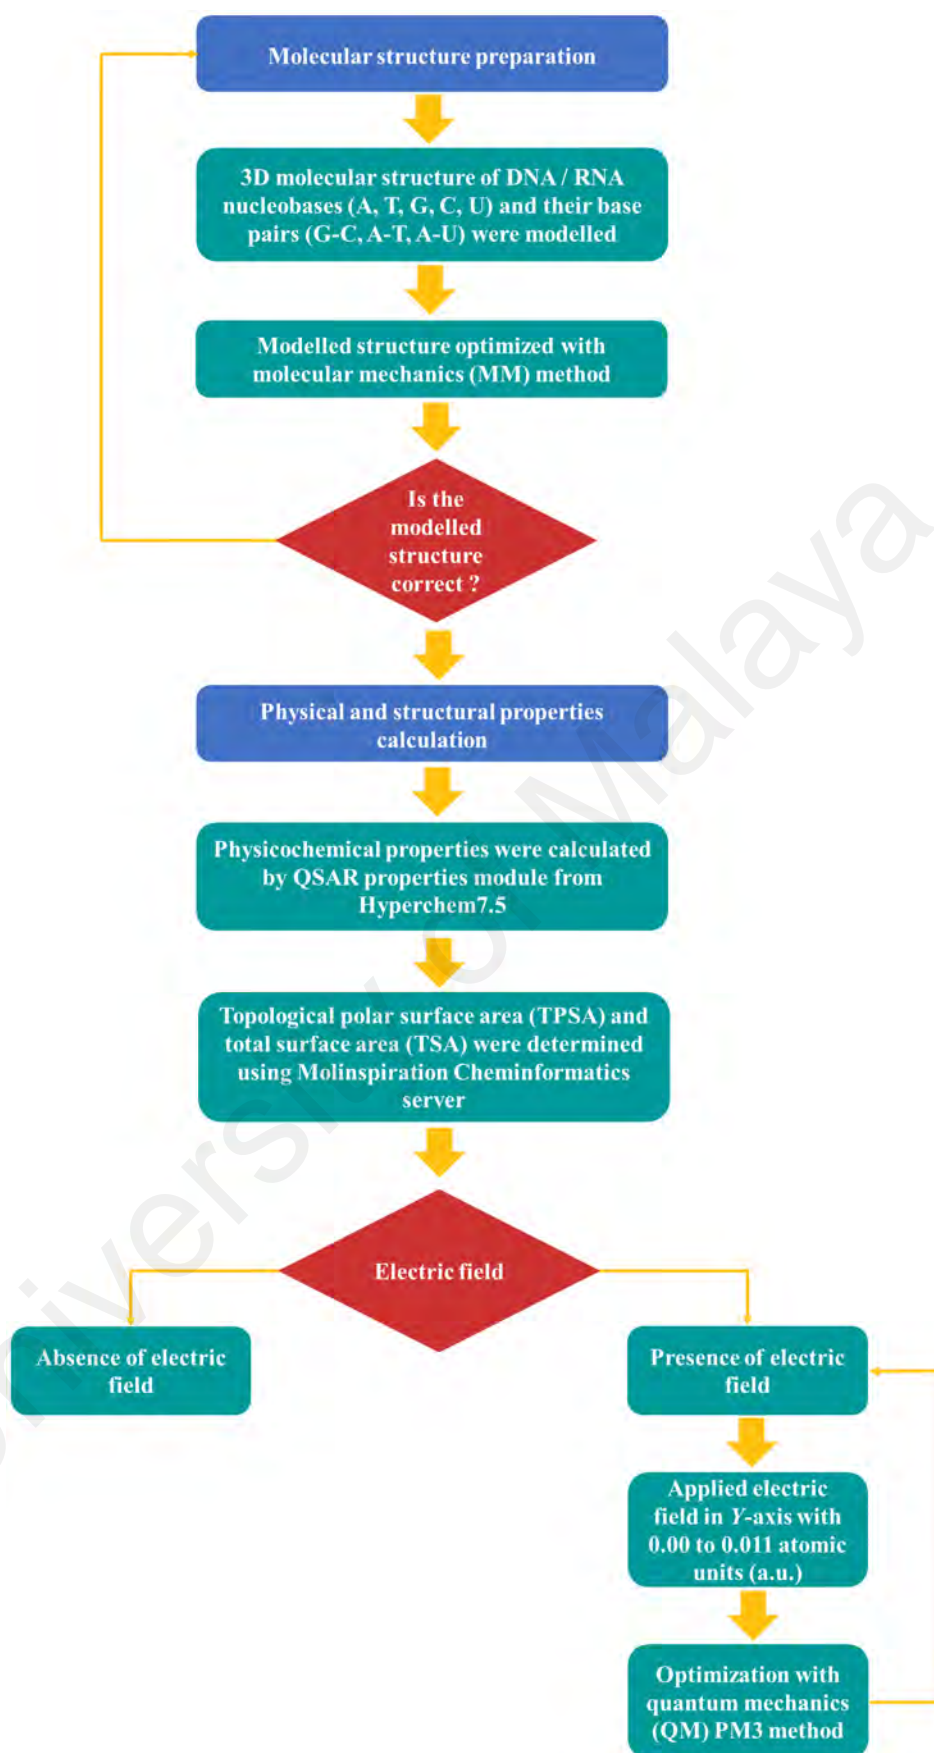 Molecular structure preparation
3D molecular structure of DNA / RNA
nucleobases (A, T, G, C, U) and their base
pairs (G-C, A-T, A-U) were modelled
Modelled structure optimized with
molecular mechanics (MM) method
Is the
modelled
structure
correct ?
Physical and structural properties
calculation
Physicochemical properties were calculated
by QSAR properties module from
Hyperchem7.5
Topological polar surface area (TPSA) and
total surface area (TSA) were determined
using Molinspiration Cheminformatics
server
Electric field
Absence of electric
field
Presence of electric
field
Applied electric
field in Y-axis with
0.00 to 0.011 atomic
units (a.u.)
Optimization with
quantum mechanics
(QM) PM3 method
University of Malaya